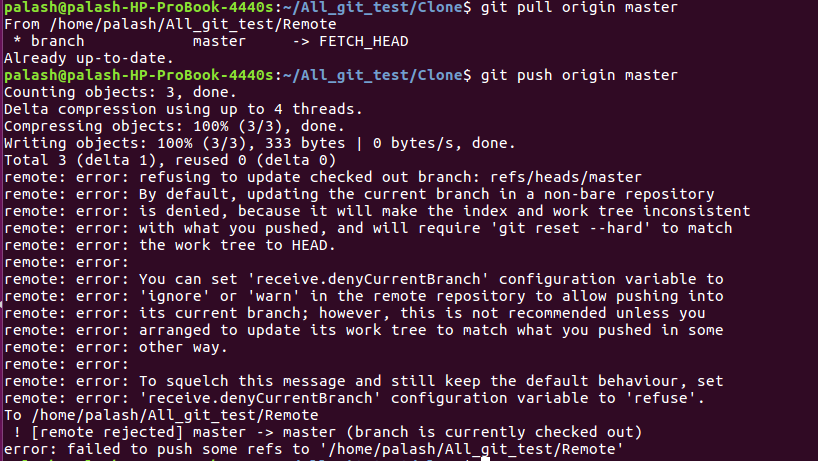 palash@palash-HP-ProBook-4440s:~/All_git_test/Clone$ git pull origin master
From /home/palash/All_git_test/Remote
 * branch            master     -> FETCH_HEAD
Already up-to-date.
palash@palash-HP-ProBook-4440s:~/All_git_test/Clone$ git push origin master
Counting objects: 3, done.
Delta compression using up to 4 threads.
Compressing objects: 100% (3/3), done.
Writing objects: 100% (3/3), 333 bytes | 0 bytes/s, done.
Total 3 (delta 1), reused 0 (delta 0)
remote: error: refusing to update checked out branch: refs/heads/master
remote: error: By default, updating the current branch in a non-bare repository
remote: error: is denied, because it will make the index and work tree inconsistent
remote: error: with what you pushed, and will require 'git reset --hard' to match
remote: error: the work tree to HEAD.
remote: error:
remote: error: You can set 'receive.denyCurrentBranch' configuration variable to
remote: error: 'ignore' or 'warn' in the remote repository to allow pushing into
remote: error: its current branch; however, this is not recommended unless you
remote: error: arranged to update its work tree to match what you pushed in some
remote: error: other way.
remote: error:
remote: error: To squelch this message and still keep the default behaviour, set
remote: error: 'receive.denyCurrentBranch' configuration variable to 'refuse'.
To /home/palash/All_git_test/Remote
 ! [remote rejected] master -> master (branch is currently checked out)
error: failed to push some refs to '/home/palash/All_git_test/Remote'